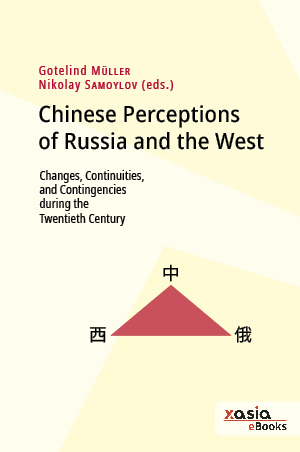 Gotelind MÜLLER
Nikolay SAMOYLOV (eds.)
Chinese Perceptions
of Russia and the West
Changes, Continuities,
and Contingencies
during the
Twentieth Century
中
西 俄
xasia
eBooks